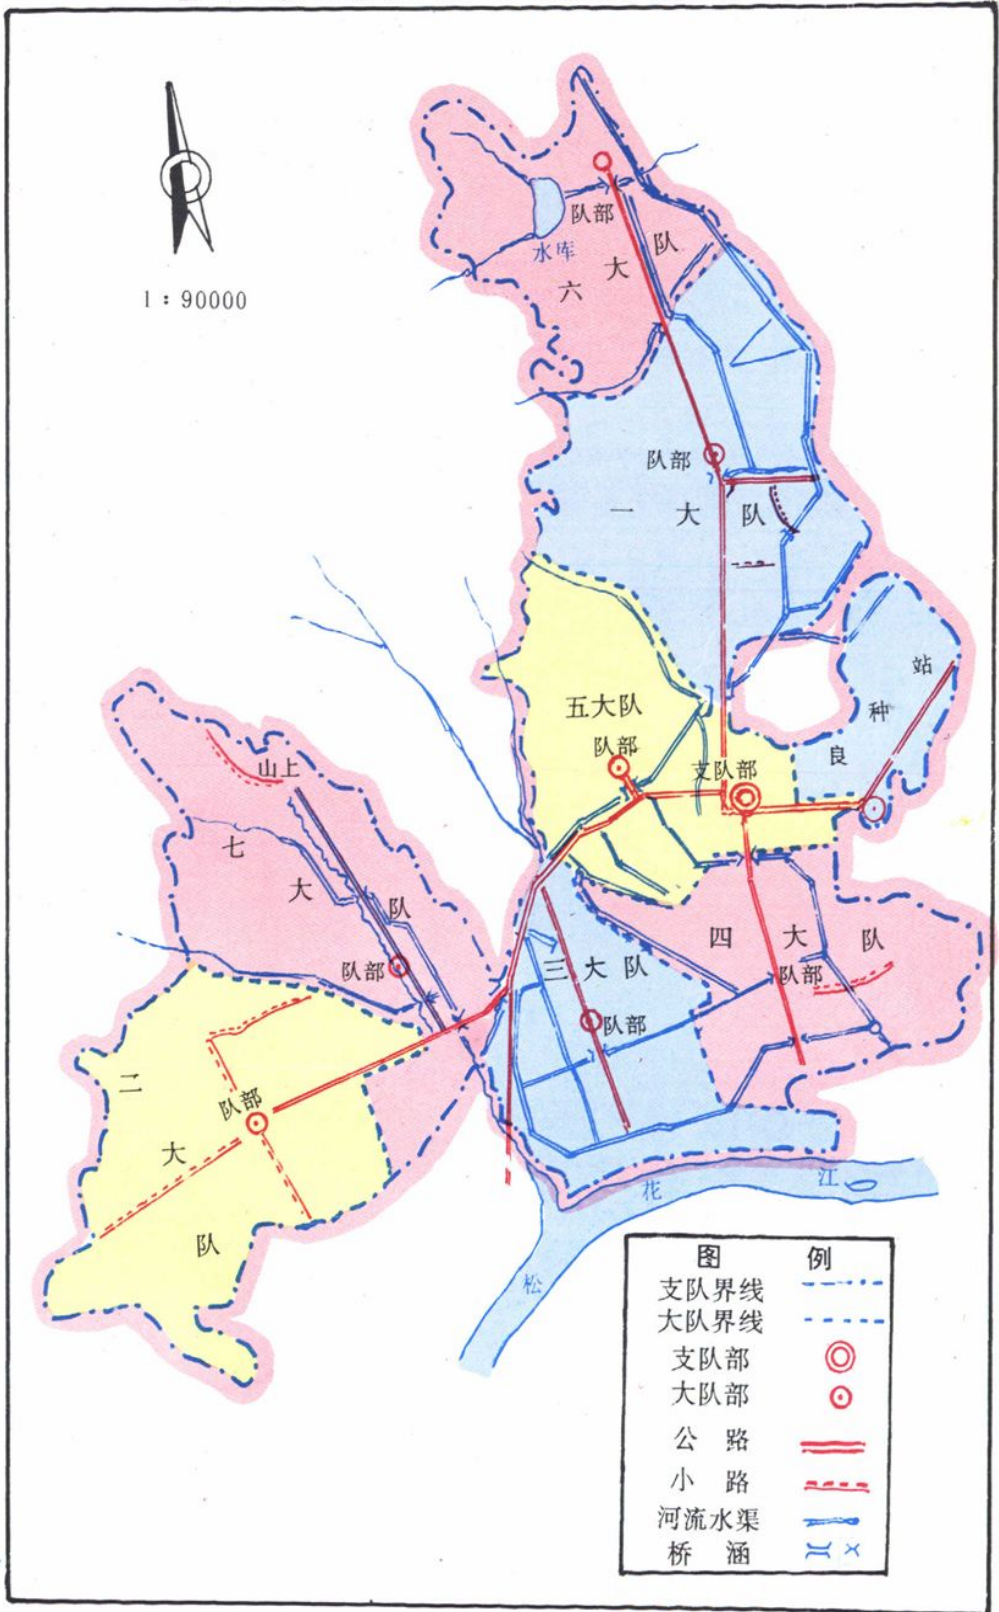 1：90000
队部
水库
六大队
队部
一大队
五大队
队部
支队部
良种站
山上
七大队
队部
四大队
队部
三大队
队部
二大队
队部
松花江
图 例
支队界线
大队界线
支队部
大队部
公 路
小 路
河流水渠
桥 涵